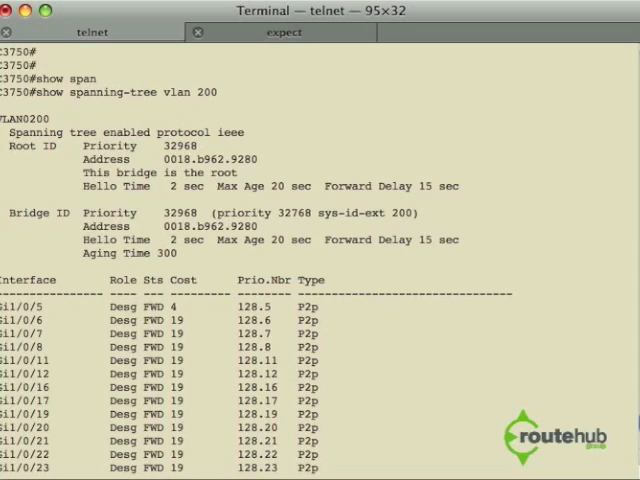 Terminal — telnet — 95×32
telnet
expect
C3750#
C3750#
C3750#show span
C3750#show spanning-tree vlan 200
VLAN0200
Spanning tree enabled protocol ieee
Root ID Priority 32968
Address 0018.b962.9280
This bridge is the root
Hello Time 2 sec Max Age 20 sec Forward Delay 15 sec
Bridge ID Priority 32968 (priority 32768 sys-id-ext 200)
Address 0018.b962.9280
Hello Time 2 sec Max Age 20 sec Forward Delay 15 sec
Aging Time 300
Interface Role Sts Cost Prio.Nbr Type
------------------- ---- --- --------- -------- --------------------------------
Gi1/0/5 Desg FWD 4 128.5 P2p
Gi1/0/6 Desg FWD 19 128.6 P2p
Gi1/0/7 Desg FWD 19 128.7 P2p
Gi1/0/8 Desg FWD 19 128.8 P2p
Gi1/0/11 Desg FWD 19 128.11 P2p
Gi1/0/12 Desg FWD 19 128.12 P2p
Gi1/0/16 Desg FWD 19 128.16 P2p
Gi1/0/17 Desg FWD 19 128.17 P2p
Gi1/0/19 Desg FWD 19 128.19 P2p
Gi1/0/20 Desg FWD 19 128.20 P2p
Gi1/0/21 Desg FWD 19 128.21 P2p
Gi1/0/22 Desg FWD 19 128.22 P2p
Gi1/0/23 Desg FWD 19 128.23 P2p
routehub
group